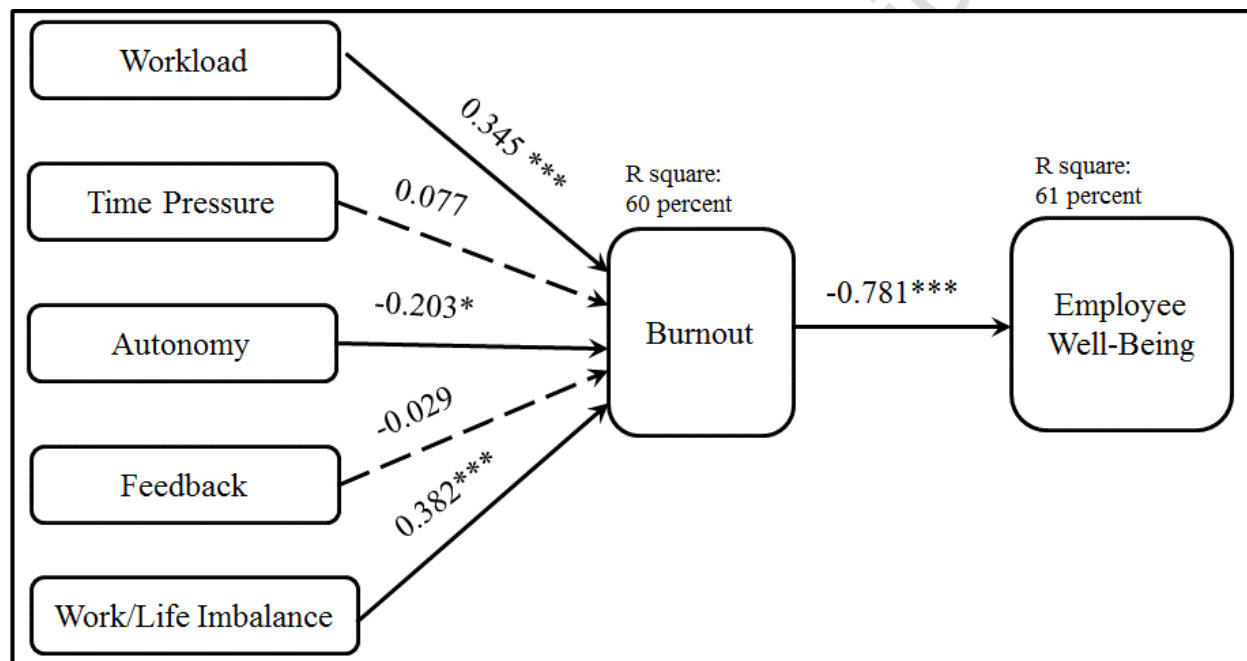 Workload
0.345 ***
Time Pressure
0.077
R square:
60 percent
R square:
61 percent
Autonomy
-0.203*
Burnout
-0.781***
Employee
Well-Being
Feedback
-0.029
Work/Life Imbalance
0.382***